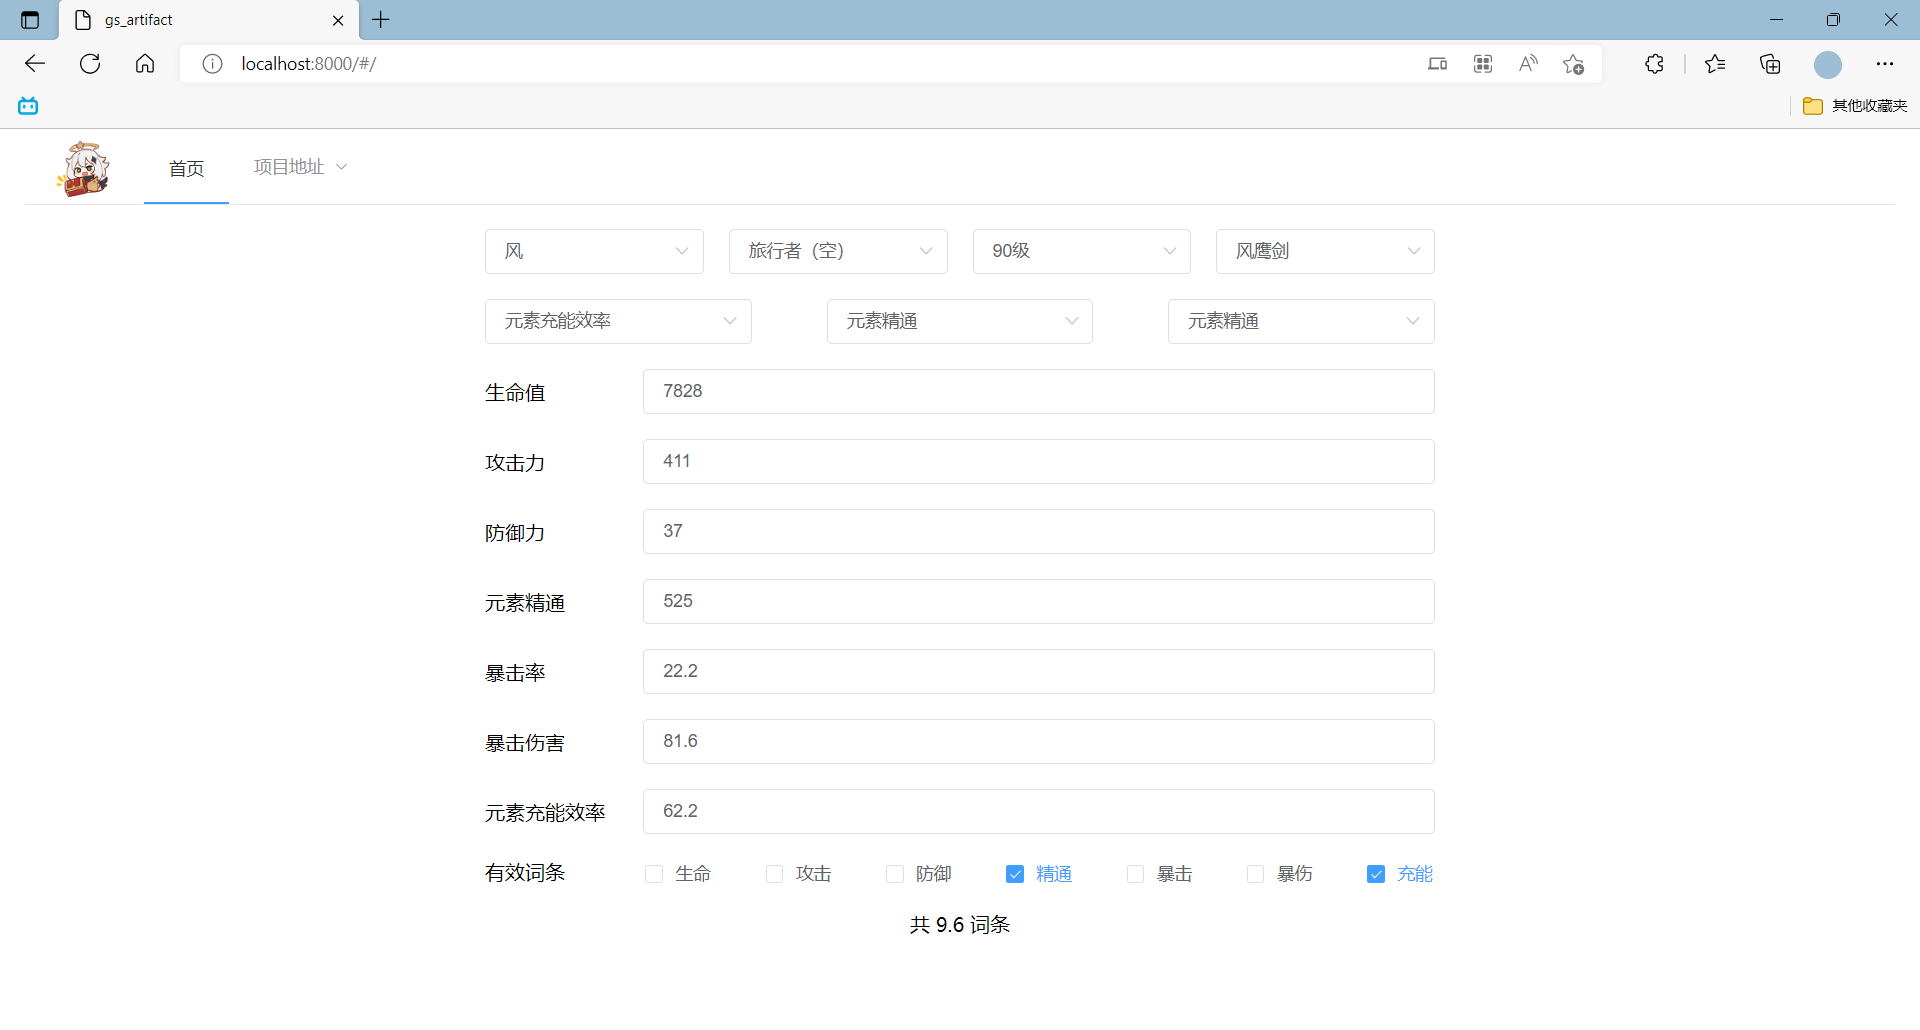 gs_artifact
localhost:8000/#/
其他收藏夹
首页 项目地址
风 旅行者（空） 90级 风鹰剑
元素充能效率 元素精通 元素精通
生命值 7828
攻击力 411
防御力 37
元素精通 525
暴击率 22.2
暴击伤害 81.6
元素充能效率 62.2
有效词条 生命 攻击 防御 精通 暴击 暴伤 充能
共 9.6 词条